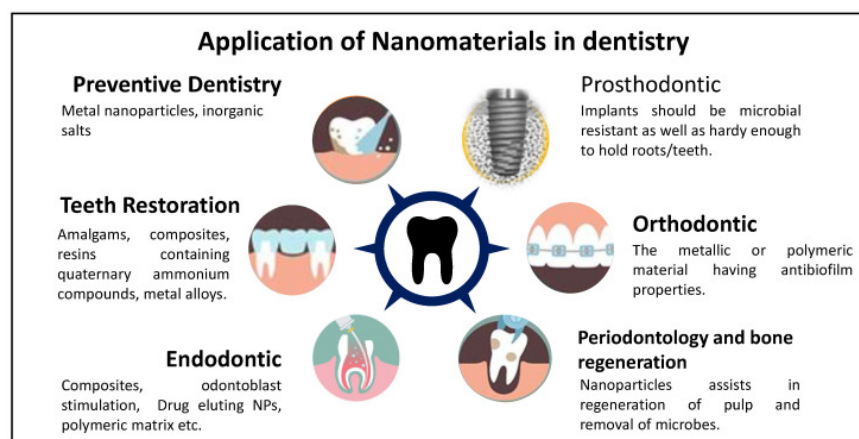 Application of Nanomaterials in dentistry
Preventive Dentistry
Metal nanoparticles, inorganic
salts
Prosthodontic
Implants should be microbial
resistant as well as hardy enough
to hold roots/teeth.
Teeth Restoration
Amalgams, composites,
resins containing
quaternary ammonium
compounds, metal alloys.
Orthodontic
The metallic or polymeric
material having antibiofilm
properties.
Endodontic
Composites, odontoblast
stimulation, Drug eluting NPs,
polymeric matrix etc.
Periodontology and bone
regeneration
Nanoparticles assists in
regeneration of pulp and
removal of microbes.